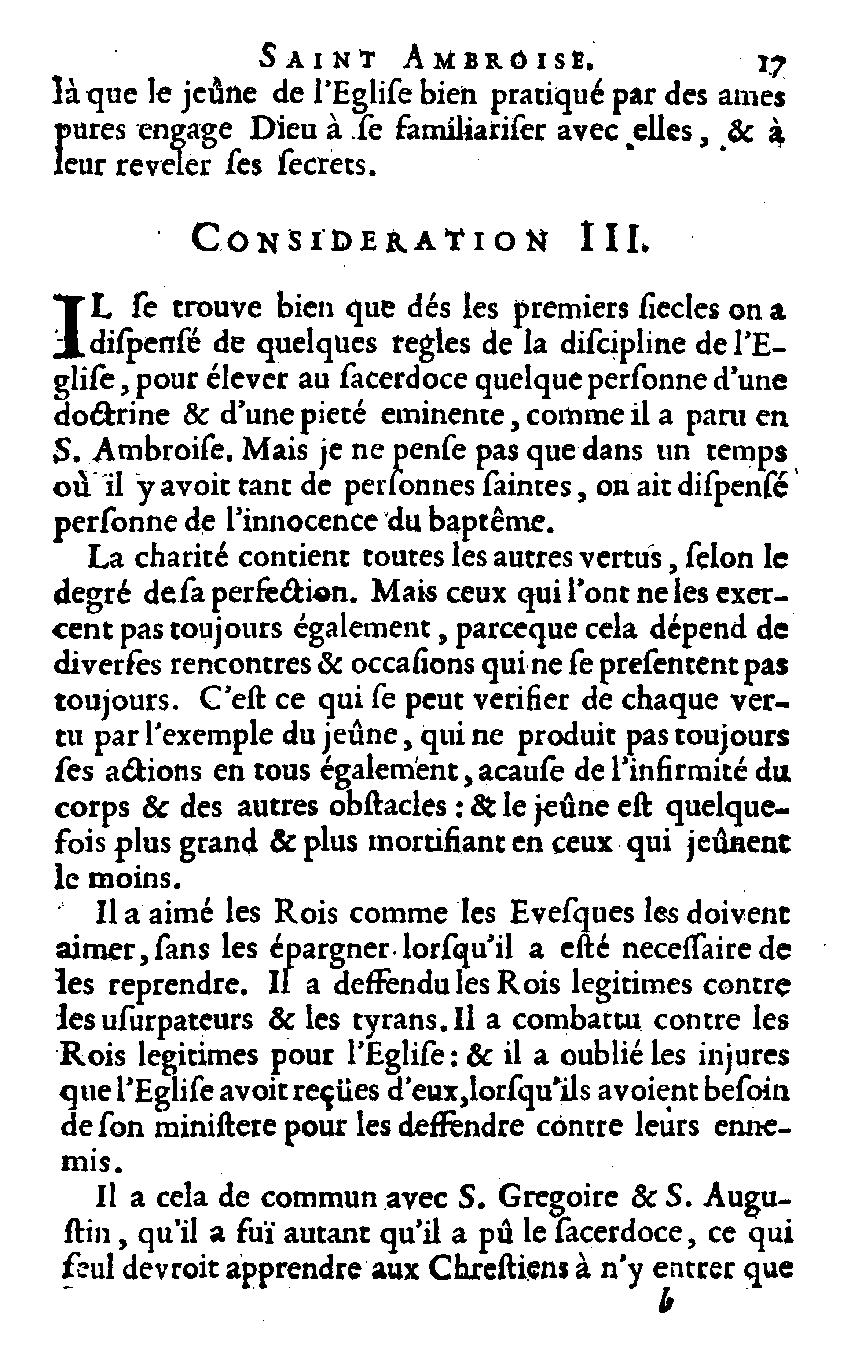 SAINT AMBROISE. 17
là que le jeûne de l'Egliſe bien pratiqué par des ames
pures engage Dieu à ſe familiariſer avec elles, & à
leur reveler ſes ſecrets.
CONSIDERATION III.
IL ſe trouve bien que dés les premiers ſiecles on a
diſpenſé de quelques regles de la diſcipline de l'E-
gliſe, pour élever au ſacerdoce quelque perſonne d'une
doctrine & d'une pieté eminente, comme il a paru en
S. Ambroiſe. Mais je ne penſe pas que dans un temps
où il y avoit tant de perſonnes ſaintes, on ait diſpenſé
perſonne de l'innocence du baptême.
La charité contient toutes les autres vertus, ſelon le
degré de ſa perfection. Mais ceux qui l'ont ne les exer-
cent pas toujours également, parceque cela dépend de
diverſes rencontres & occaſions qui ne ſe preſentent pas
toujours. C'eſt ce qui ſe peut verifier de chaque ver-
tu par l'exemple du jeûne, qui ne produit pas toujours
ſes actions en tous également, acauſe de l'infirmité du
corps & des autres obſtacles : & le jeûne eſt quelque-
fois plus grand & plus mortifiant en ceux qui jeûnent
le moins.
Il a aimé les Rois comme les Eveſques les doivent
aimer, ſans les épargner lorſqu'il a eſté neceſſaire de
les reprendre. Il a deffendu les Rois legitimes contre
les uſurpateurs & les tyrans. Il a combattu contre les
Rois legitimes pour l'Egliſe : & il a oublié les injures
que l'Egliſe avoit reçües d'eux, lorſqu'ils avoient beſoin
de ſon miniſtere pour les deffendre contre leurs enne-
mis.
Il a cela de commun avec S. Gregoire & S. Augu-
ſtin, qu'il a fuï autant qu'il a pû le ſacerdoce, ce qui
ſeul devroit apprendre aux Chreſtiens à n'y entrer que
b